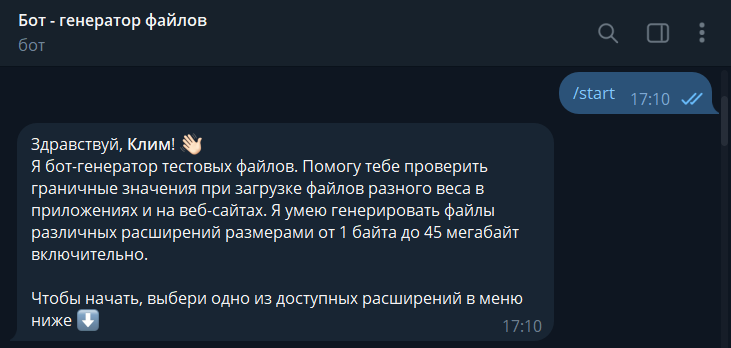 Бот - генератор файлов
бот
/start 17:10
Здравствуй, Клим! 👋🏻
Я бот-генератор тестовых файлов. Помогу тебе проверить
граничные значения при загрузке файлов разного веса в
приложениях и на веб-сайтах. Я умею генерировать файлы
различных расширений размерами от 1 байта до 45 мегабайт
включительно.
Чтобы начать, выбери одно из доступных расширений в меню
ниже ⬇️
17:10